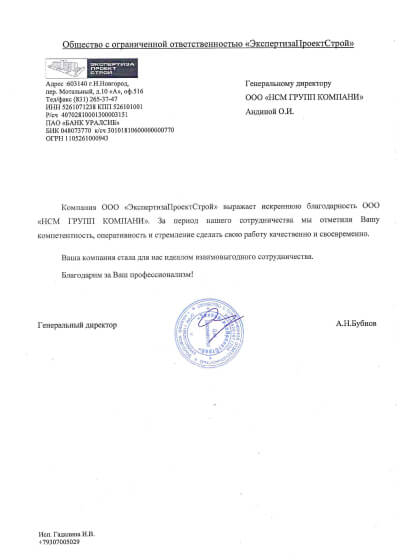 Общество с ограниченной ответственностью «ЭкспертизаПроектСтрой»
ЭКСПЕРТИЗА
ПРОЕКТ
СТРОЙ
Адрес 603140 г.Н.Новгород,
пер. Мотальный, д.10 «А», оф.516
Тел/факс (831) 265-37-47
ИНН 5261071238 КПП 526101001
Р/сч 40702810001300003151
ПАО «БАНК УРАЛСИБ»
БИК 048073770 к/сч 30101810600000000770
ОГРН 1105261000943
Генеральному директору
ООО «НСМ ГРУПП КОМПАНИ»
Андиной О.И.
Компания ООО «ЭкспертизаПроектСтрой» выражает искреннюю благодарность ООО
«НСМ ГРУПП КОМПАНИ». За период нашего сотрудничества мы отметили Вашу
компетентность, оперативность и стремление сделать свою работу качественно и своевременно.
Ваша компания стала для нас идеалом взаимовыгодного сотрудничества.
Благодарим за Ваш профессионализм!
Генеральный директор
А.Н.Бубнов
Исп. Гадалина Н.В.
+79307005029